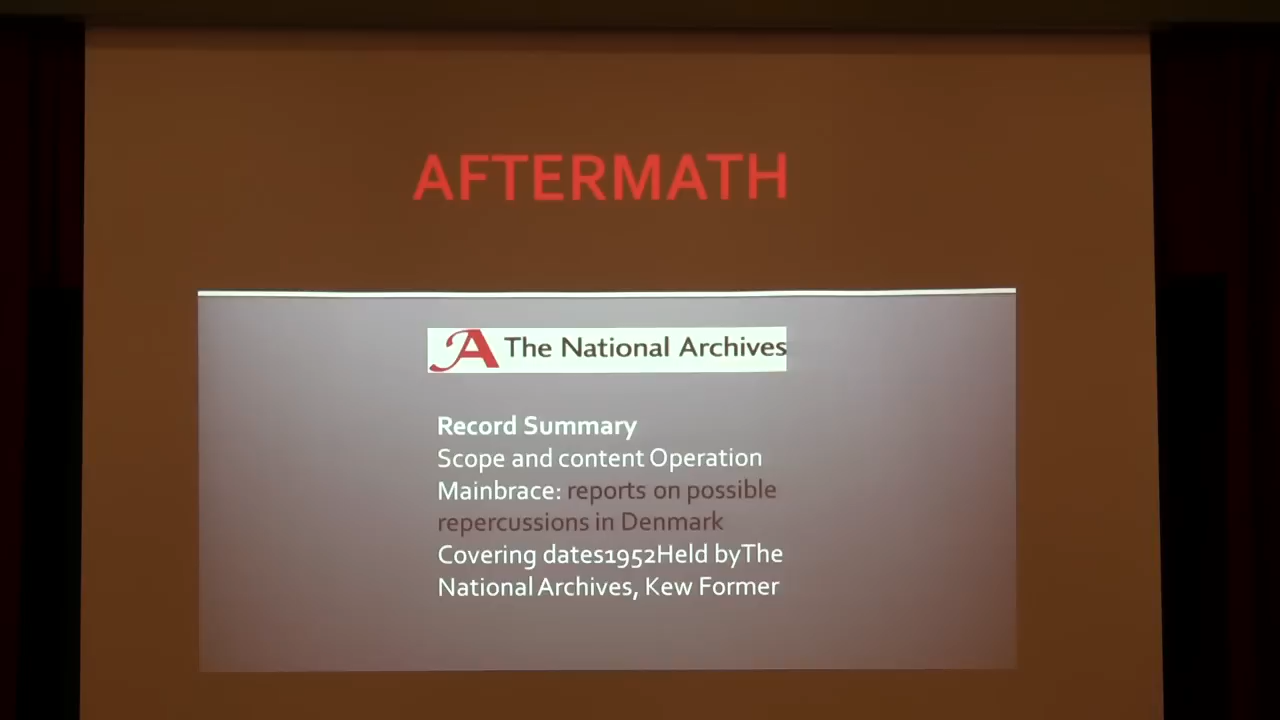 AFTERMATH
The National Archives
Record Summary
Scope and content Operation
Mainbrace: reports on possible
repercussions in Denmark
Covering dates1952Held byThe
National Archives, Kew Former